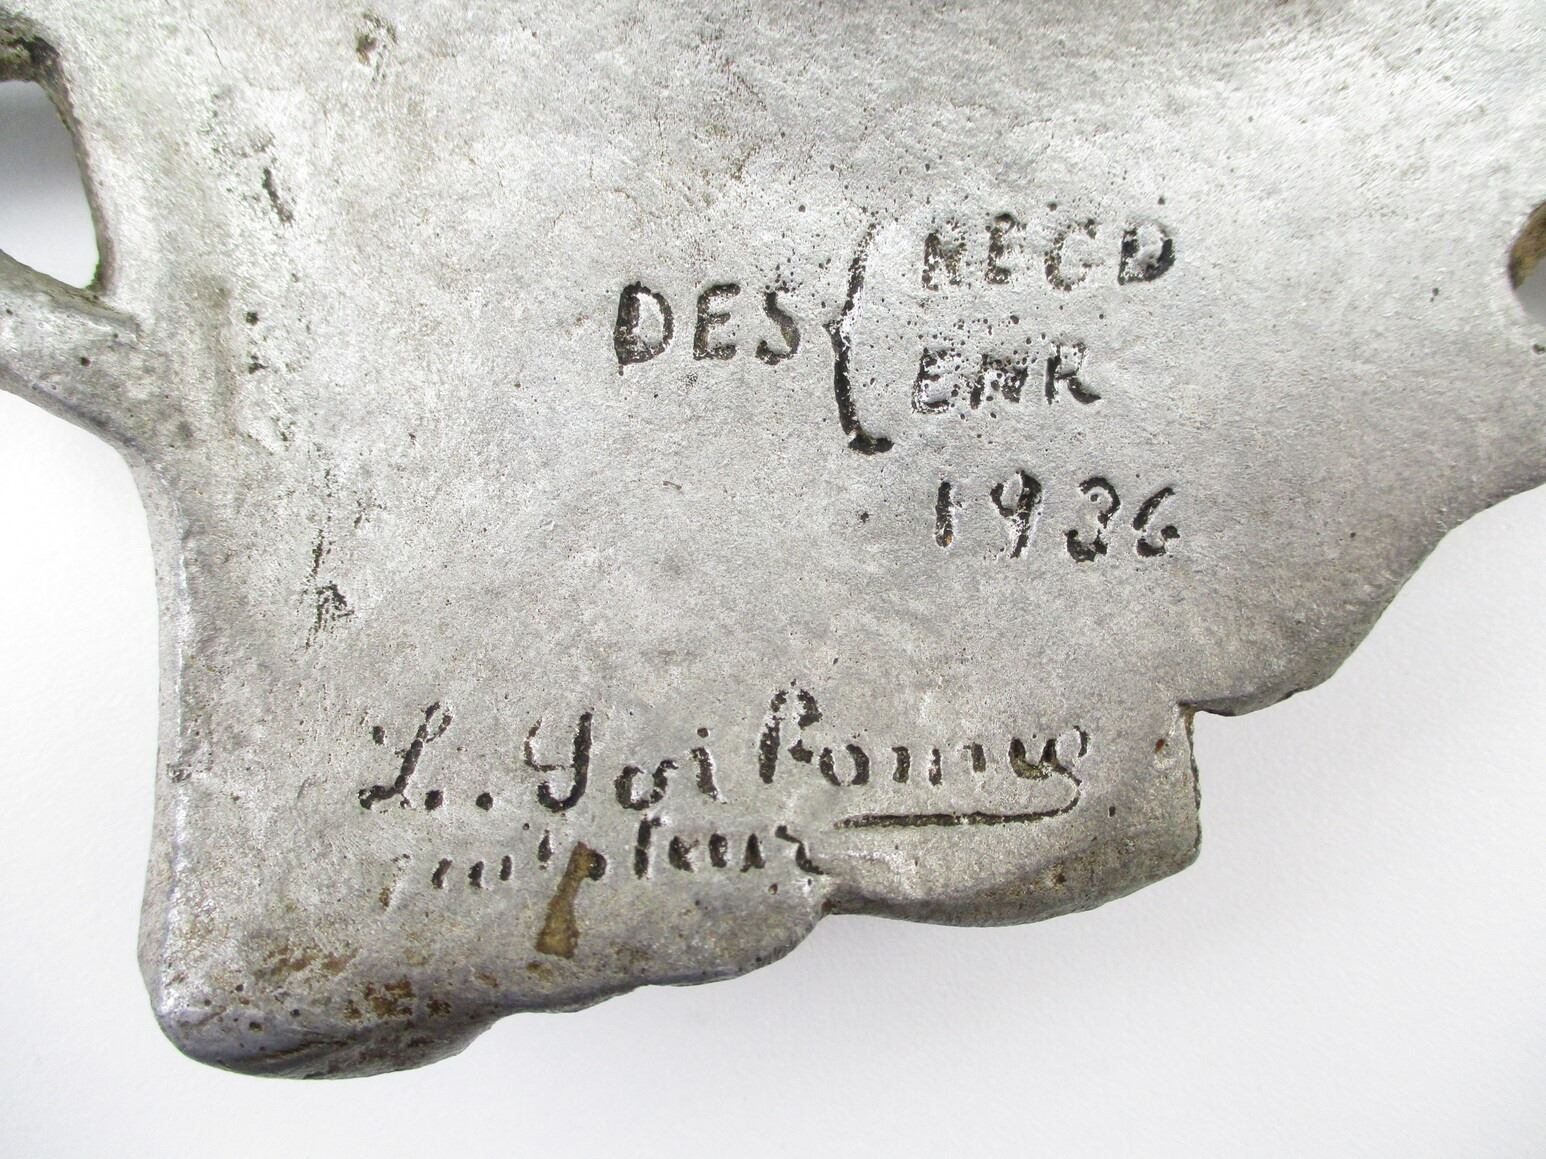 DES { REGD
ENR
1936
L.
sculpteur